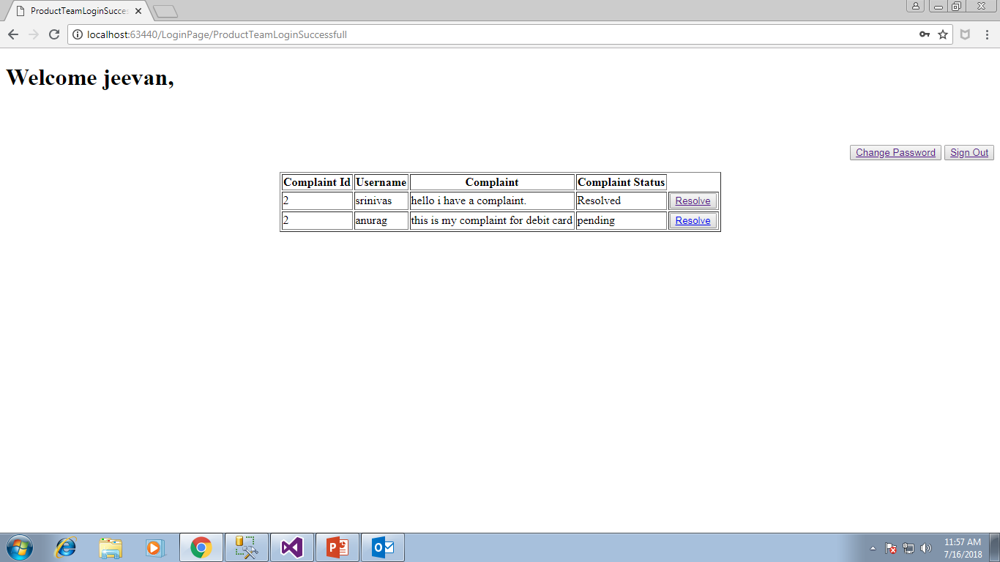 ProductTeamLoginSucces
localhost:63440/LoginPage/ProductTeamLoginSuccessfull
Welcome jeevan,
Change Password Sign Out
Complaint Id Username Complaint Complaint Status
2 srinivas hello i have a complaint. Resolved Resolve
2 anurag this is my complaint for debit card pending Resolve
11:57 AM
7/16/2018